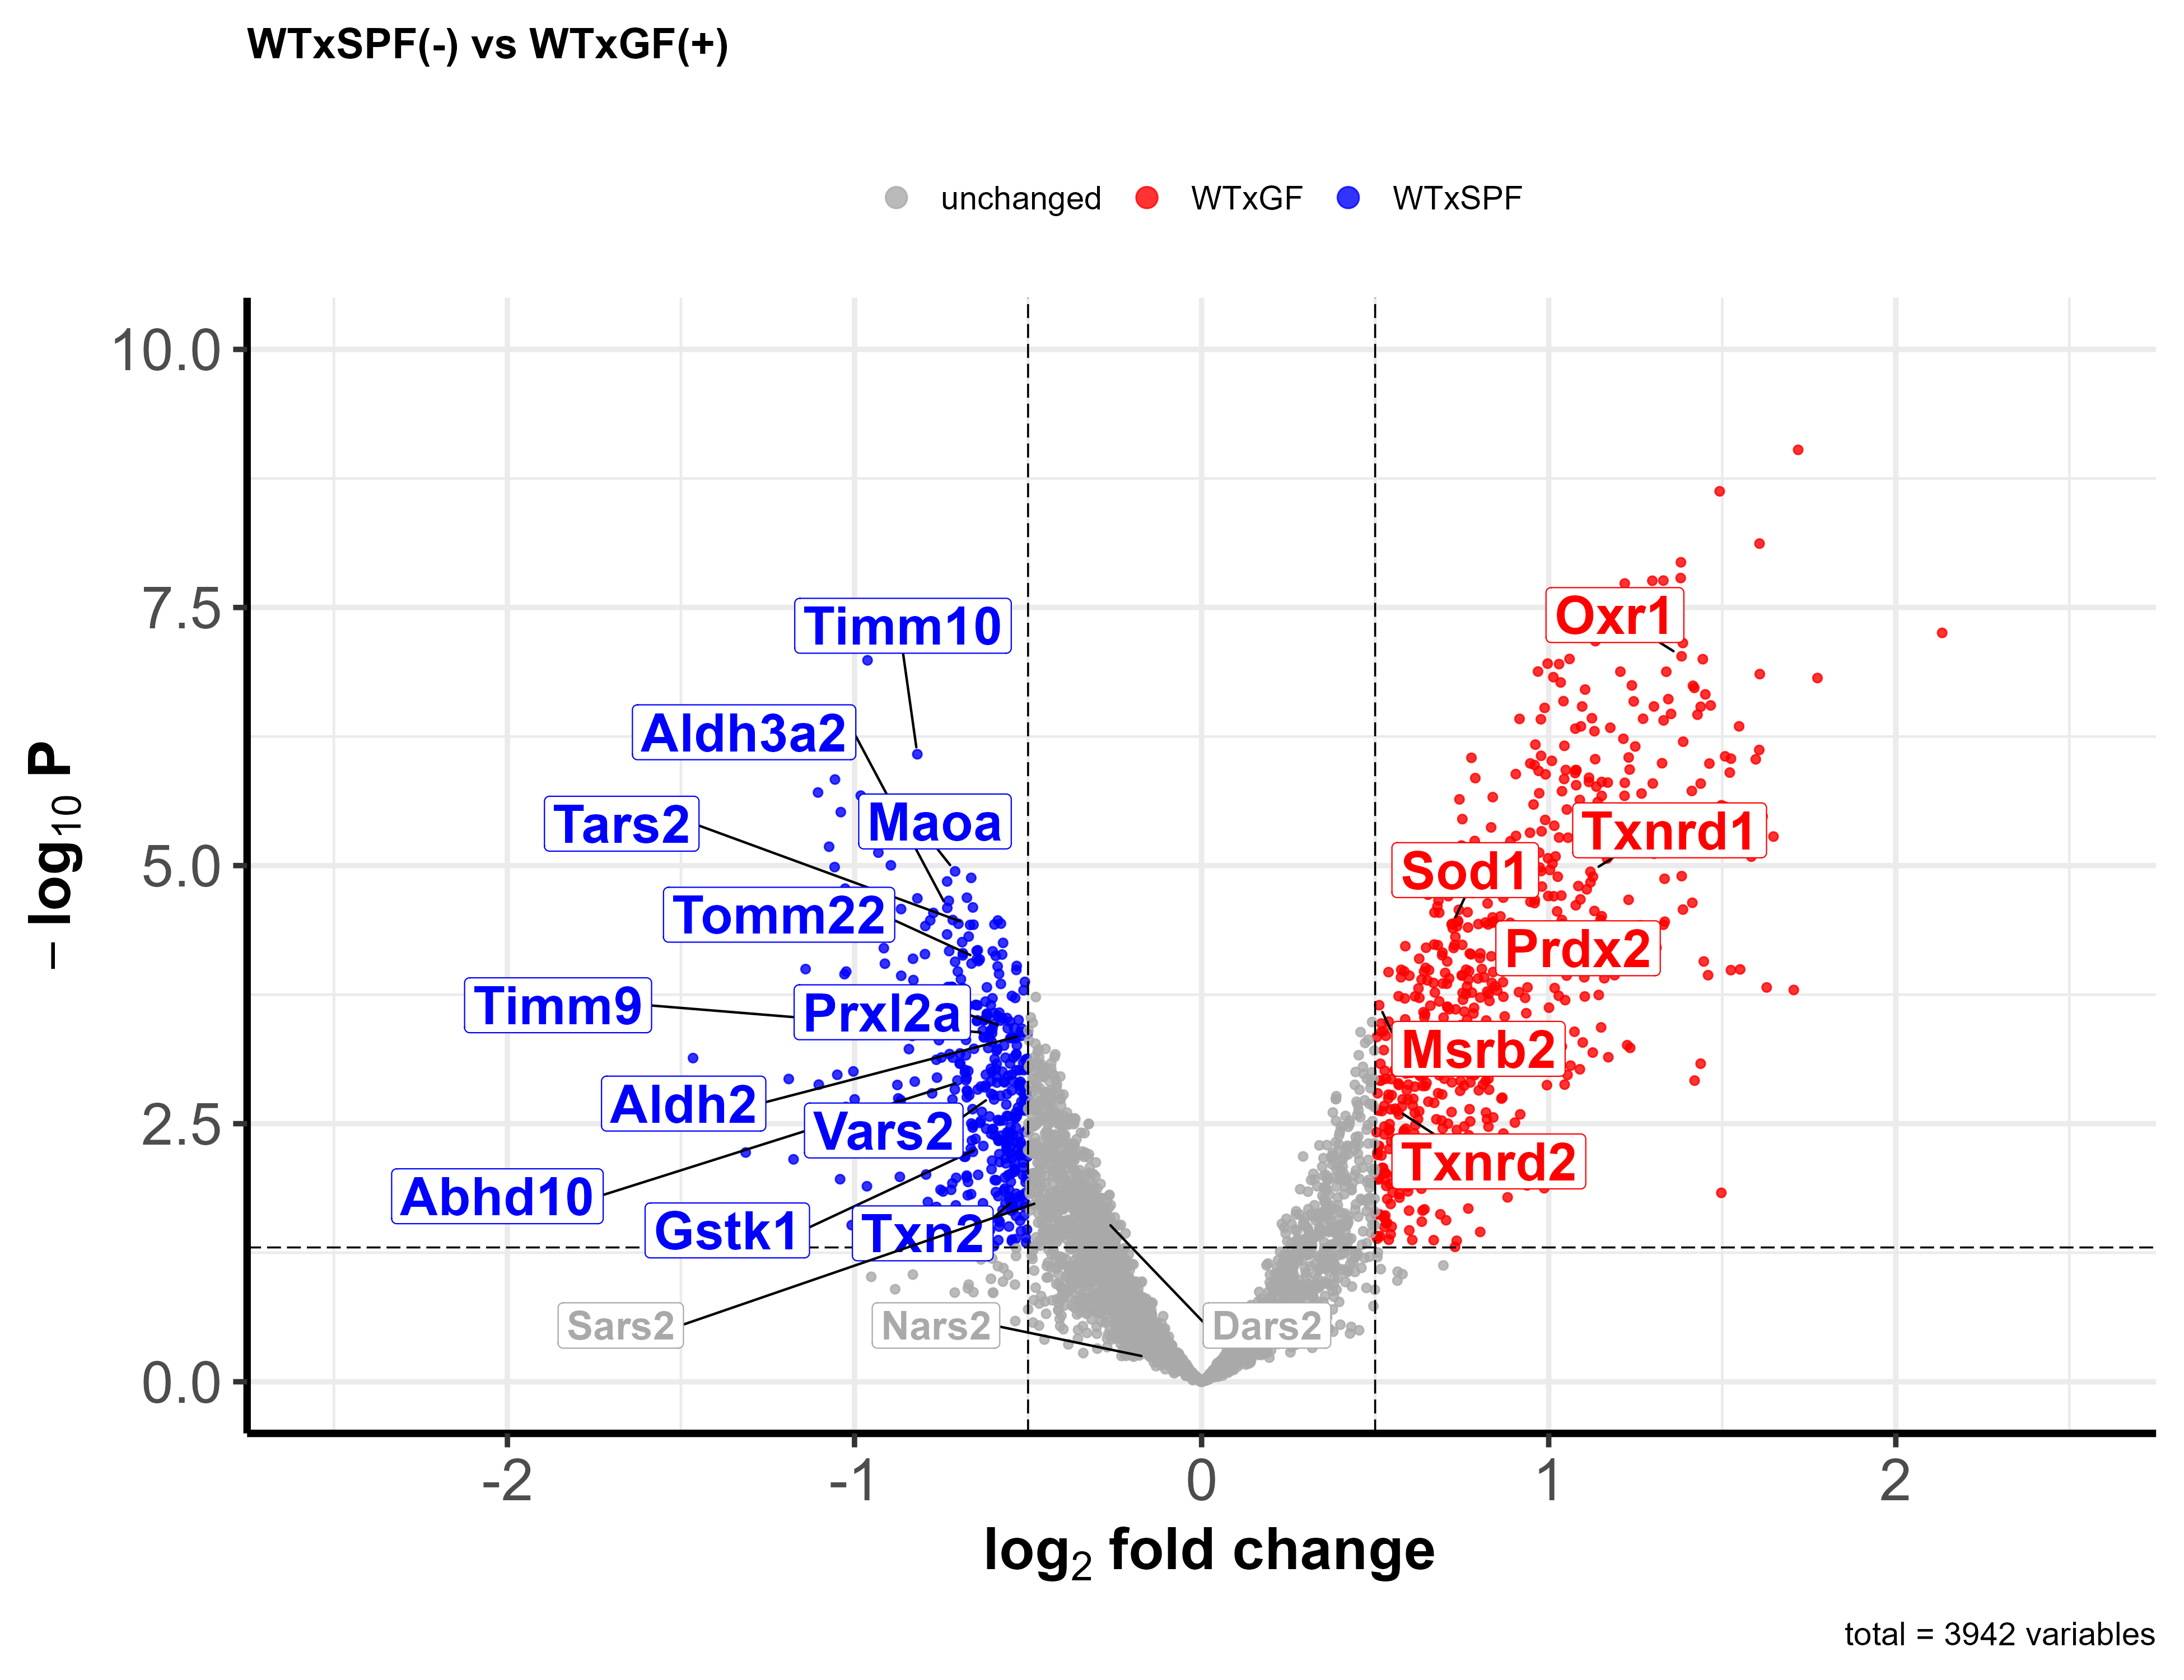 WTxSPF(-) vs WTxGF(+)
unchanged WTxGF WTxSPF
10.0
7.5
5.0
2.5
0.0
− log10 P
Timm10
Oxr1
Aldh3a2
Tars2
Maoa
Txnrd1
Sod1
Tomm22
Prdx2
Timm9
Prxl2a
Msrb2
Aldh2
Vars2
Txnrd2
Abhd10
Gstk1
Txn2
Sars2
Nars2
Dars2
-2 -1 0 1 2
log2 fold change
total = 3942 variables